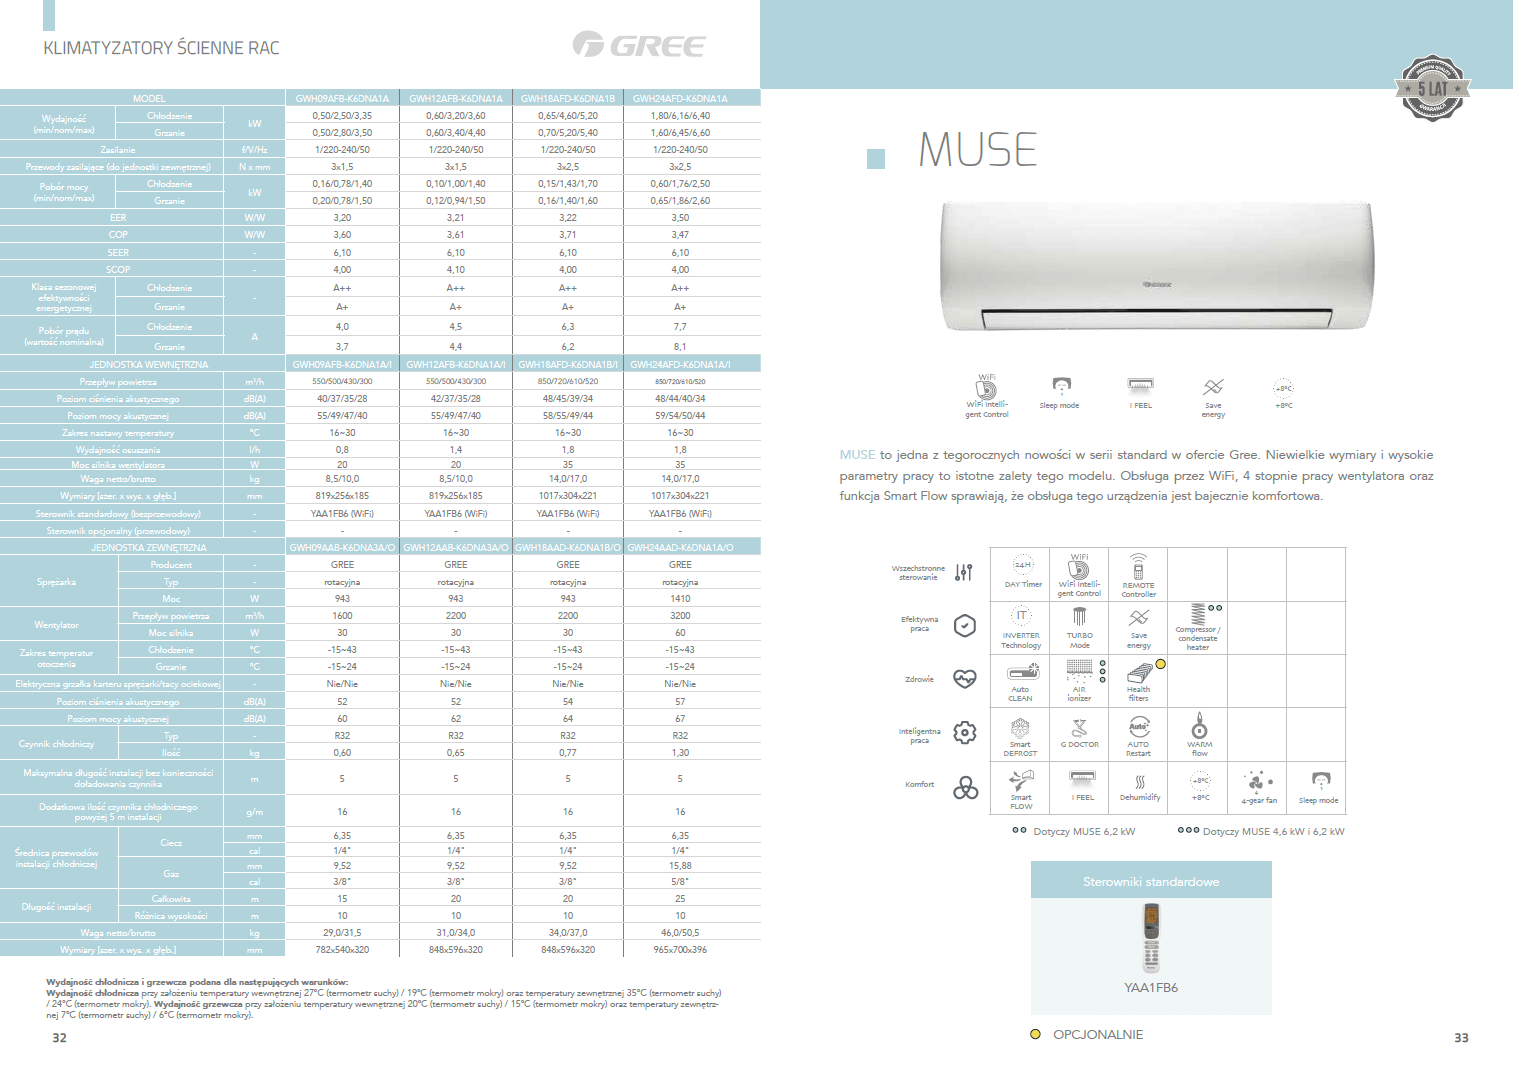 KLIMATYZATORY ŚCIENNE RAC
GREE
MODEL GWH09AFB-K6DNA1A GWH12AFB-K6DNA1A GWH18AFD-K6DNA1B GWH24AFD-K6DNA1A
Wydajność (min/nom/max) Chłodzenie kW 0,50/2,50/3,35 0,60/3,20/3,60 0,65/4,60/5,20 1,80/6,16/6,40
Grzanie 0,50/2,80/3,50 0,60/3,40/4,40 0,70/5,20/5,40 1,60/6,45/6,60
Zasilanie f/V/Hz 1/220-240/50 1/220-240/50 1/220-240/50 1/220-240/50
Przewody zasilające (do jednostki zewnętrznej) N x mm 3x1,5 3x1,5 3x2,5 3x2,5
Pobór mocy (min/nom/max) Chłodzenie kW 0,16/0,78/1,40 0,10/1,00/1,40 0,15/1,43/1,70 0,60/1,76/2,50
Grzanie 0,20/0,78/1,50 0,12/0,94/1,50 0,16/1,40/1,60 0,65/1,86/2,60
EER W/W 3,20 3,21 3,22 3,50
COP W/W 3,60 3,61 3,71 3,47
SEER - 6,10 6,10 6,10 6,10
SCOP - 4,00 4,10 4,00 4,00
Klasa sezonowej efektywności energetycznej Chłodzenie - A++ A++ A++ A++
Grzanie A+ A+ A+ A+
Pobór prądu (wartość nominalna) Chłodzenie A 4,0 4,5 6,3 7,7
Grzanie 3,7 4,4 6,2 8,1
JEDNOSTKA WEWNĘTRZNA GWH09AFB-K6DNA1A/I GWH12AFB-K6DNA1A/I GWH18AFD-K6DNA1B/I GWH24AFD-K6DNA1A/I
Przepływ powietrza m³/h 550/500/430/300 550/500/430/300 850/720/610/520 850/720/610/520
Poziom ciśnienia akustycznego dB(A) 40/37/35/28 42/37/35/28 48/45/39/34 48/44/40/34
Poziom mocy akustycznej dB(A) 55/49/47/40 55/49/47/40 58/55/49/44 59/54/50/44
Zakres nastawy temperatury °C 16~30 16~30 16~30 16~30
Wydajność osuszania l/h 0,8 1,4 1,8 1,8
Moc silnika wentylatora W 20 20 35 35
Waga netto/brutto kg 8,5/10,0 8,5/10,0 14,0/17,0 14,0/17,0
Wymiary [szer. x wys. x głęb.] mm 819x256x185 819x256x185 1017x304x221 1017x304x221
Sterownik standardowy (bezprzewodowy) - YAA1FB6 (WiFi) YAA1FB6 (WiFi) YAA1FB6 (WiFi) YAA1FB6 (WiFi)
Sterownik opcjonalny (przewodowy) - - - - -
JEDNOSTKA ZEWNĘTRZNA GWH09AAB-K6DNA3A/O GWH12AAB-K6DNA3A/O GWH18AAD-K6DNA1B/O GWH24AAD-K6DNA1A/O
Sprężarka Producent - GREE GREE GREE GREE
Typ - rotacyjna rotacyjna rotacyjna rotacyjna
Moc W 943 943 943 1410
Wentylator Przepływ powietrza m³/h 1600 2200 2200 3200
Moc silnika W 30 30 30 60
Zakres temperatur otoczenia Chłodzenie °C -15~43 -15~43 -15~43 -15~43
Grzanie °C -15~24 -15~24 -15~24 -15~24
Elektryczna grzałka karteru sprężarki/tacy ociekowej - Nie/Nie Nie/Nie Nie/Nie Nie/Nie
Poziom ciśnienia akustycznego dB(A) 52 52 54 57
Poziom mocy akustycznej dB(A) 60 62 64 67
Czynnik chłodniczy Typ - R32 R32 R32 R32
Ilość kg 0,60 0,65 0,77 1,30
Maksymalna długość instalacji bez konieczności doładowania czynnika m 5 5 5 5
Dodatkowa ilość czynnika chłodniczego powyżej 5 m instalacji g/m 16 16 16 16
Średnica przewodów instalacji chłodniczej Ciecz mm 6,35 6,35 6,35 6,35
cal 1/4" 1/4" 1/4" 1/4"
Gaz mm 9,52 9,52 9,52 15,88
cal 3/8" 3/8" 3/8" 5/8"
Długość instalacji Całkowita m 15 20 20 25
Różnica wysokości m 10 10 10 10
Waga netto/brutto kg 29,0/31,5 31,0/34,0 34,0/37,0 46,0/50,5
Wymiary [szer. x wys. x głęb.] mm 782x540x320 848x596x320 848x596x320 965x700x396
Wydajność chłodnicza i grzewcza podana dla następujących warunków:
Wydajność chłodnicza przy założeniu temperatury wewnętrznej 27°C (termometr suchy) / 19°C (termometr mokry) oraz temperatury zewnętrznej 35°C (termometr suchy)
/ 24°C (termometr mokry). Wydajność grzewcza przy założeniu temperatury wewnętrznej 20°C (termometr suchy) / 15°C (termometr mokry) oraz temperatury zewnętrz-
nej 7°C (termometr suchy) / 6°C (termometr mokry).
32
PREMIUM QUALITY
5 LAT
GWARANCJA
MUSE
GREE
WiFi
WiFi Intelli-
gent Control
Sleep mode
I FEEL
Save
energy
+8ºC
+8ºC
MUSE to jedna z tegorocznych nowości w serii standard w ofercie Gree. Niewielkie wymiary i wysokie
parametry pracy to istotne zalety tego modelu. Obsługa przez WiFi, 4 stopnie pracy wentylatora oraz
funkcja Smart Flow sprawiają, że obsługa tego urządzenia jest bajecznie komfortowa.
Wszechstronne
sterowanie
24H
DAY Timer
WiFi
WiFi Intelli-
gent Control
REMOTE
Controller
Efektywna
praca
IT
INVERTER
Technology
TURBO
Mode
Save
energy
Compressor /
condensate
heater
Zdrowie
Auto
CLEAN
AIR
ionizer
Health
filters
Inteligentna
praca
Smart
DEFROST
G DOCTOR
Auto
AUTO
Restart
WARM
flow
Komfort
Smart
FLOW
I FEEL
Dehumidify
+8ºC
+8ºC
4
4-gear fan
Sleep mode
Dotyczy MUSE 6,2 kW
Dotyczy MUSE 4,6 kW i 6,2 kW
Sterowniki standardowe
YAA1FB6
OPCJONALNIE
33